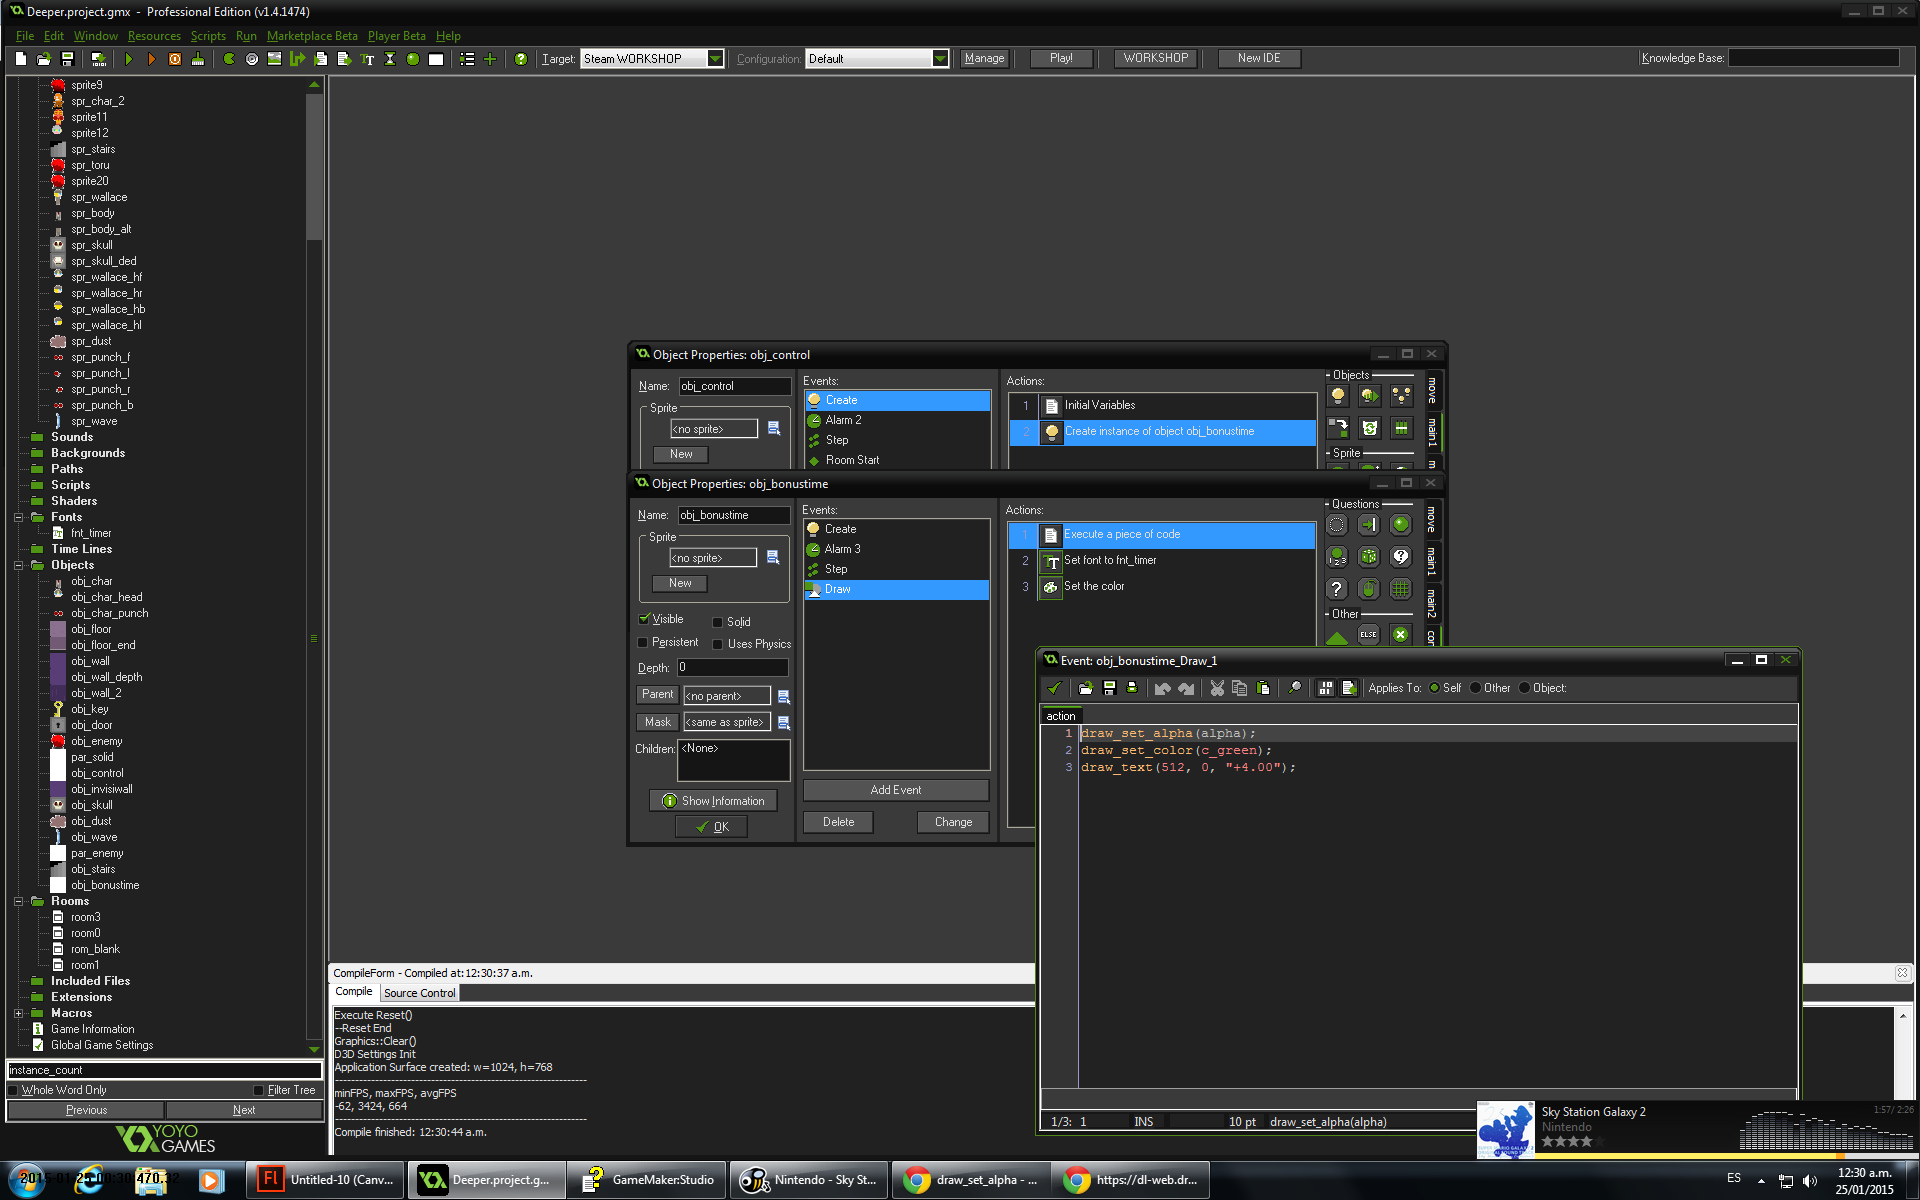 Deeper.project.gmx - Professional Edition (v1.4.1474)
File Edit Window Resources Scripts Run Marketplace Beta Player Beta Help
Target: Steam WORKSHOP Configuration: Default Manage Play! WORKSHOP New IDE Knowledge Base:
sprite9
spr_char_2
sprite11
sprite12
spr_stairs
spr_toru
sprite20
spr_wallace
spr_body
spr_body_alt
spr_skull
spr_skull_ded
spr_wallace_hf
spr_wallace_hr
spr_wallace_hb
spr_wallace_hl
spr_dust
spr_punch_f
spr_punch_l
spr_punch_r
spr_punch_b
spr_wave
Sounds
Backgrounds
Paths
Scripts
Shaders
Fonts
fnt_timer
Time Lines
Objects
obj_char
obj_char_head
obj_char_punch
obj_floor
obj_floor_end
obj_wall
obj_wall_depth
obj_wall_2
obj_key
obj_door
obj_enemy
par_solid
obj_control
obj_invisiwall
obj_skull
obj_dust
obj_wave
par_enemy
obj_stairs
obj_bonustime
Rooms
room3
room0
rom_blank
room1
Included Files
Extensions
Macros
Game Information
Global Game Settings
instance_count
Whole Word Only Filter Tree
Previous Next
YOYO
GAMES
Object Properties: obj_control
Name: obj_control
Sprite
<no sprite>
New
Events:
Create
Alarm 2
Step
Room Start
Actions:
1 Initial Variables
2 Create instance of object obj_bonustime
Objects
Sprite
move
main1
Object Properties: obj_bonustime
Name: obj_bonustime
Sprite
<no sprite>
New
Visible Solid
Persistent Uses Physics
Depth: 0
Parent <no parent>
Mask <same as sprite>
Children: <None>
Show Information
OK
Events:
Create
Alarm 3
Step
Draw
Add Event
Delete Change
Actions:
1 Execute a piece of code
2 Set font to fnt_timer
3 Set the color
Questions
Other
ELSE
move
main1
main2
Event: obj_bonustime_Draw_1
Applies To: Self Other Object:
action
1 draw_set_alpha(alpha);
2 draw_set_color(c_green);
3 draw_text(512, 0, "+4.00");
1/3: 1 INS 10 pt draw_set_alpha(alpha)
CompileForm - Compiled at: 12:30:37 a.m.
Compile Source Control
Execute Reset()
--Reset End
Graphics::Clear()
D3D Settings Init
Application Surface created: w=1024, h=768
minFPS, maxFPS, avgFPS
-62, 3424, 664
Compile finished: 12:30:44 a.m.
Sky Station Galaxy 2
Nintendo
1:57/ 2:26
2015-01-25 00:30:470.32
Untitled-10 (Canv...
Deeper.project.g...
GameMaker:Studio
Nintendo - Sky St...
draw_set_alpha - ...
https://dl-web.dr...
ES
12:30 a.m.
25/01/2015